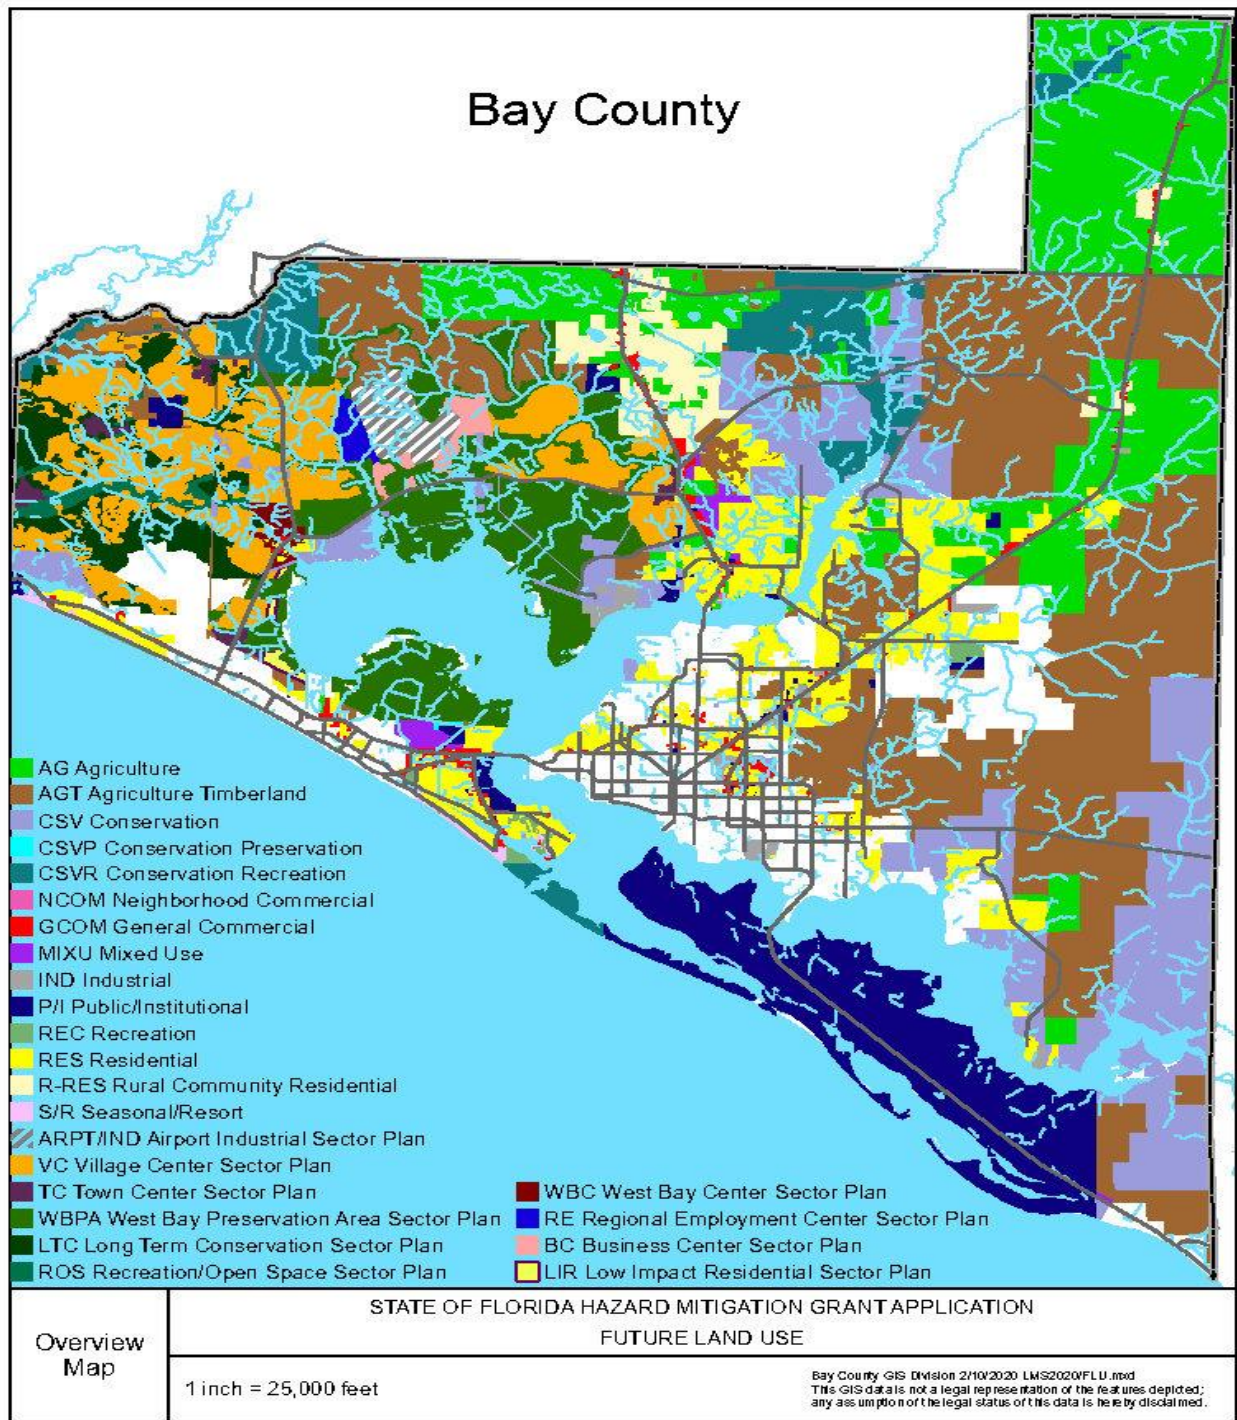 Bay County
AG Agriculture
AGT Agriculture Timberland
CSV Conservation
CSVP Conservation Preservation
CSVR Conservation Recreation
NCOM Neighborhood Commercial
GCOM General Commercial
MIXU Mixed Use
IND Industrial
P/I Public/Institutional
REC Recreation
RES Residential
R-RES Rural Community Residential
S/R Seasonal/Resort
ARPT/IND Airport Industrial Sector Plan
VC Village Center Sector Plan
TC Town Center Sector Plan
WBPA West Bay Preservation Area Sector Plan
LTC Long Term Conservation Sector Plan
ROS Recreation/Open Space Sector Plan
WBC West Bay Center Sector Plan
RE Regional Employment Center Sector Plan
BC Business Center Sector Plan
LIR Low Impact Residential Sector Plan
Overview
Map
STATE OF FLORIDA HAZARD MITIGATION GRANT APPLICATION
FUTURE LAND USE
1 inch = 25,000 feet
Bay County GIS Division 2/10/2020 LMS2020/FLU.mxd
This GIS data is not a legal representation of the features depicted;
any assumption of the legal status of this data is hereby disclaimed.